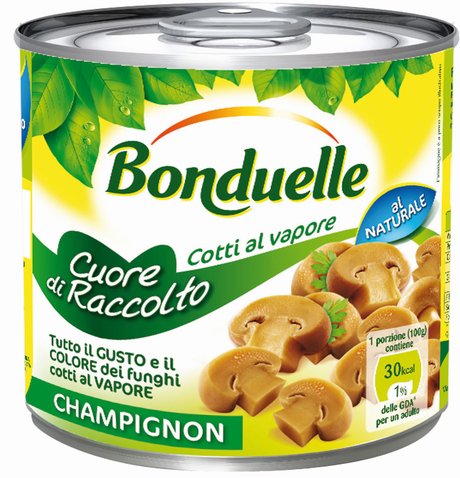 Bonduelle
al
NATURALE
Cotti al vapore
Cuore
di Raccolto
Tutto il GUSTO e il
COLORE dei funghi
cotti al VAPORE
CHAMPIGNON
1 porzione (100g)
contiene
30kcal
1%
delle GDA*
per un adulto